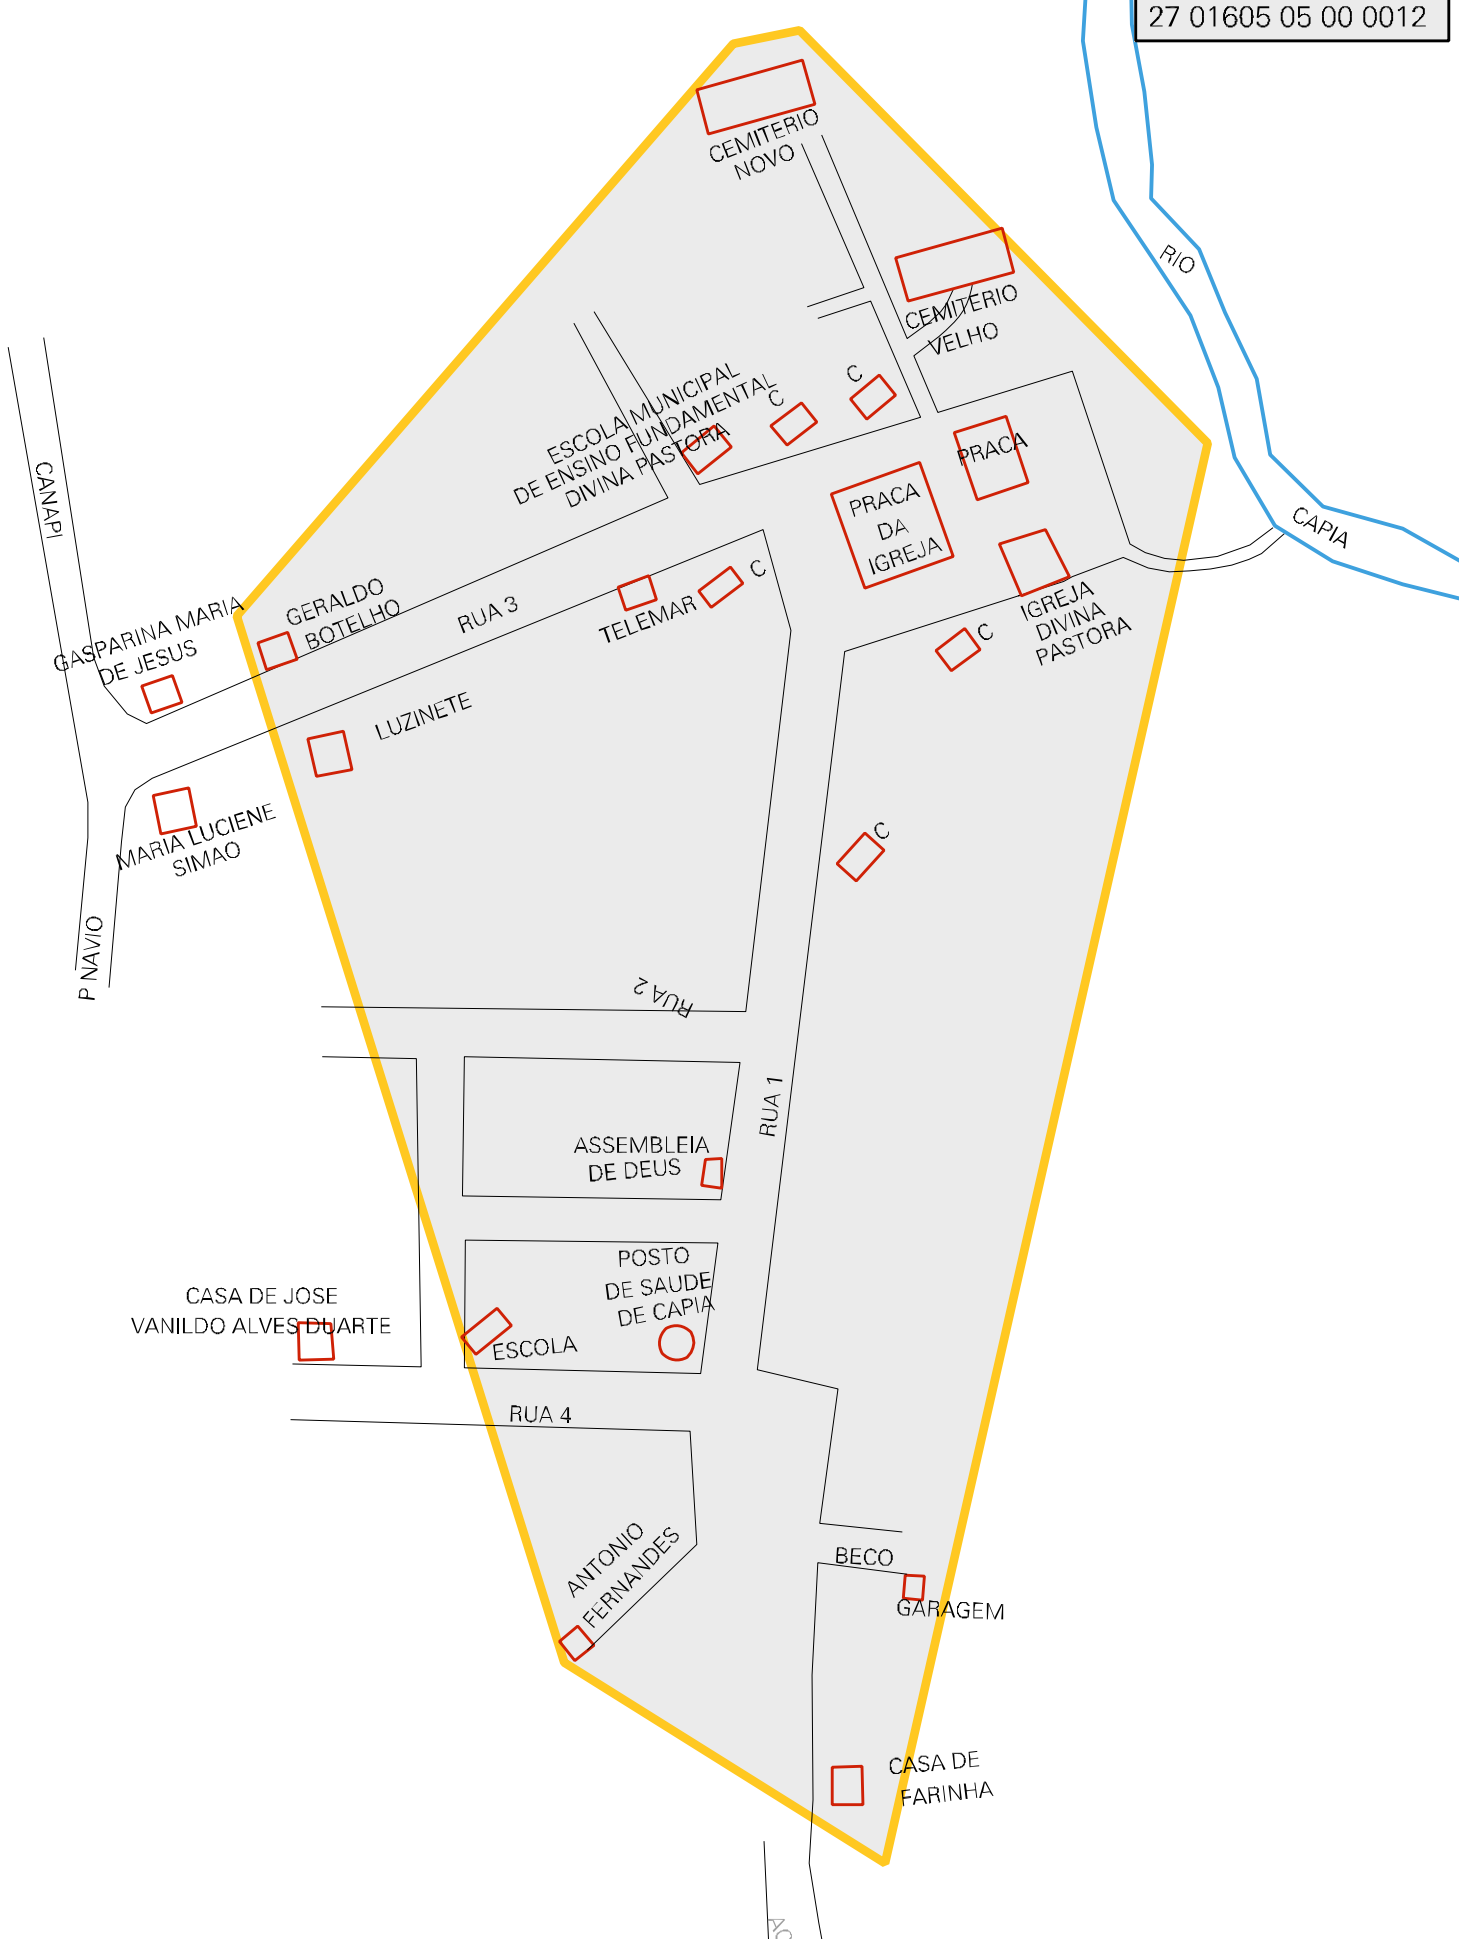 27 01605 05 00 0012
CEMITERIO
NOVO
RIO
CEMITERIO
VELHO
ESCOLA MUNICIPAL
DE ENSINO FUNDAMENTAL
DIVINA PASTORA
C
C
PRACA
CANAPI
PRACA
DA
IGREJA
CAPIA
C
GERALDO
BOTELHO
GASPARINA MARIA
DE JESUS
RUA 3
TELEMAR
IGREJA
DIVINA
PASTORA
C
LUZINETE
MARIA LUCIENE
SIMAO
C
P NAVIO
RUA 2
RUA 1
ASSEMBLEIA
DE DEUS
POSTO
DE SAUDE
DE CAPIA
CASA DE JOSE
VANILDO ALVES DUARTE
ESCOLA
RUA 4
ANTONIO
FERNANDES
BECO
GARAGEM
CASA DE
FARINHA